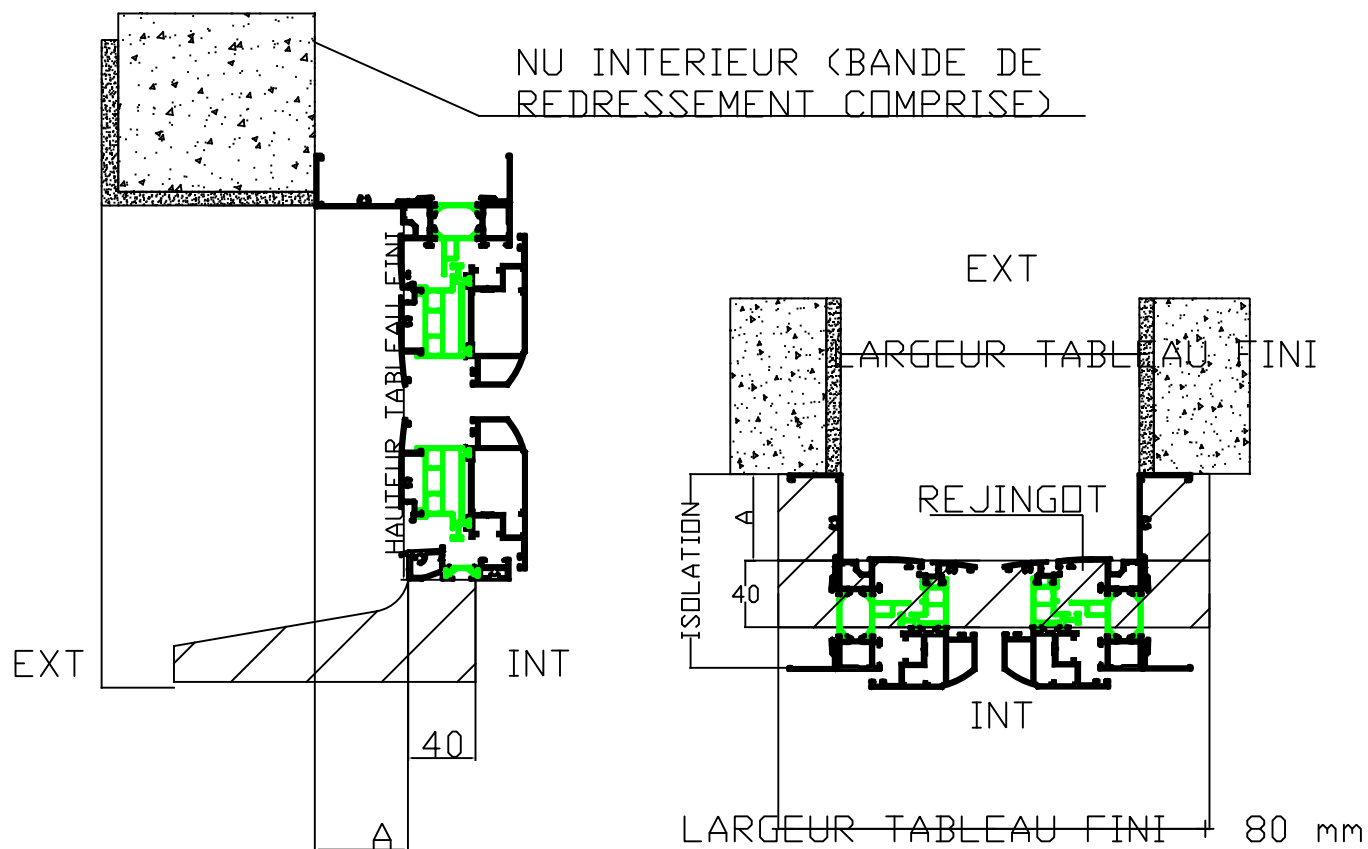 NU INTERIEUR (BANDE DE
REDRESSEMENT COMPRISE)
HAUTEUR TABLEAU FINI
EXT
INT
40
A
EXT
LARGEUR TABLEAU FINI
REJINGOT
ISOLATION
A
40
INT
LARGEUR TABLEAU FINI + 80 mm